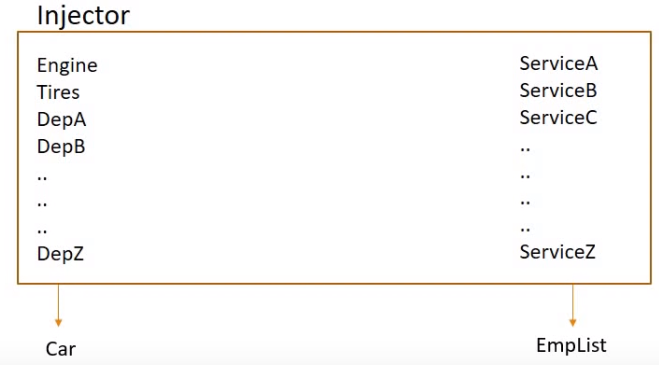 Injector
Engine
Tires
DepA
DepB
..
..
..
DepZ
ServiceA
ServiceB
ServiceC
..
..
..
..
ServiceZ
Car
EmpList